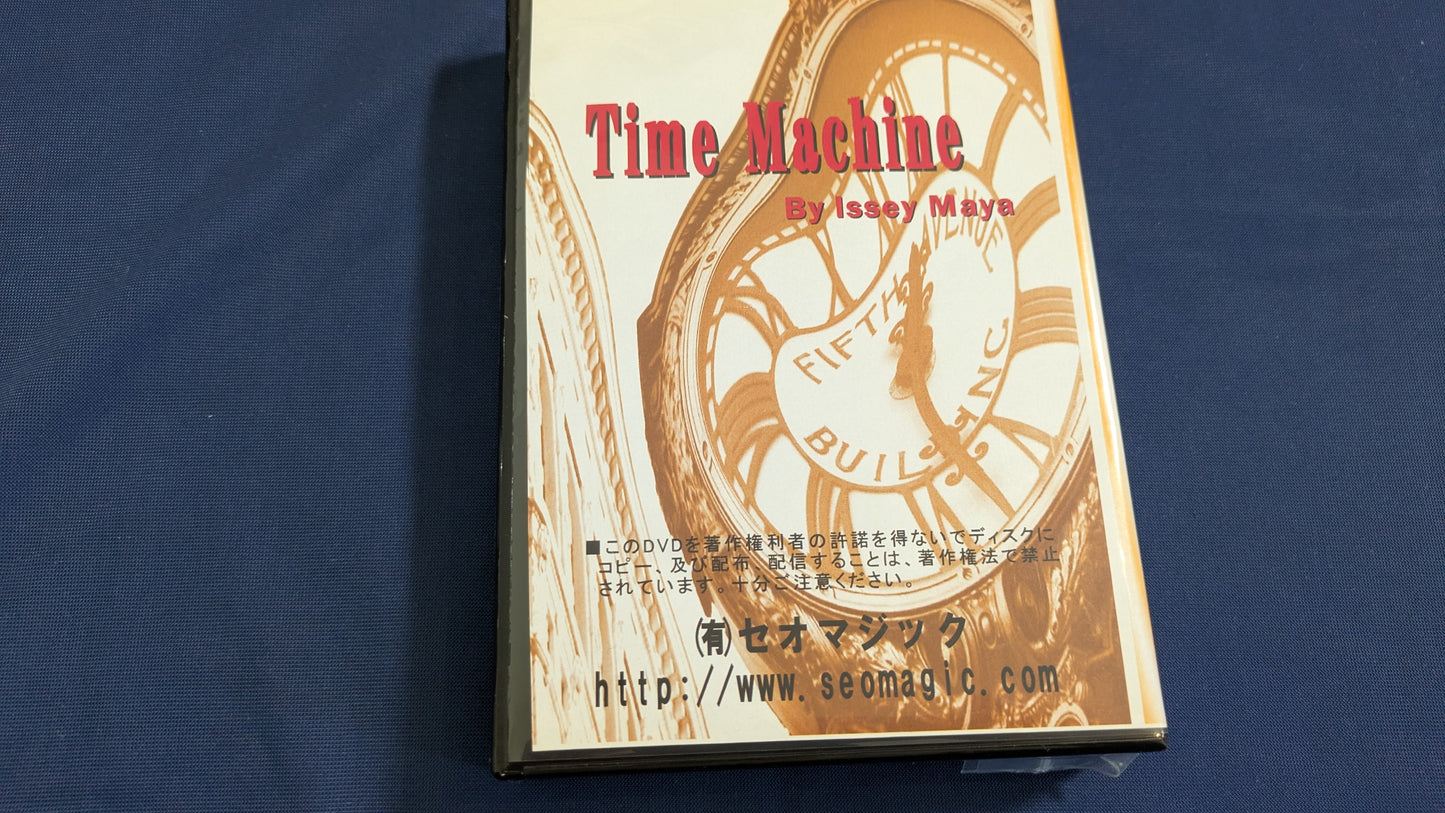 Time Machine
By Issey Maya
FIFTH AVENUE
BUILDING
■このDVDを著作権利者の許諾を得ないでディスクに
コピー、及び配布、配信することは、著作権法で禁止
されています。十分ご注意ください。
(有)セオマジック
http://www.seomagic.com